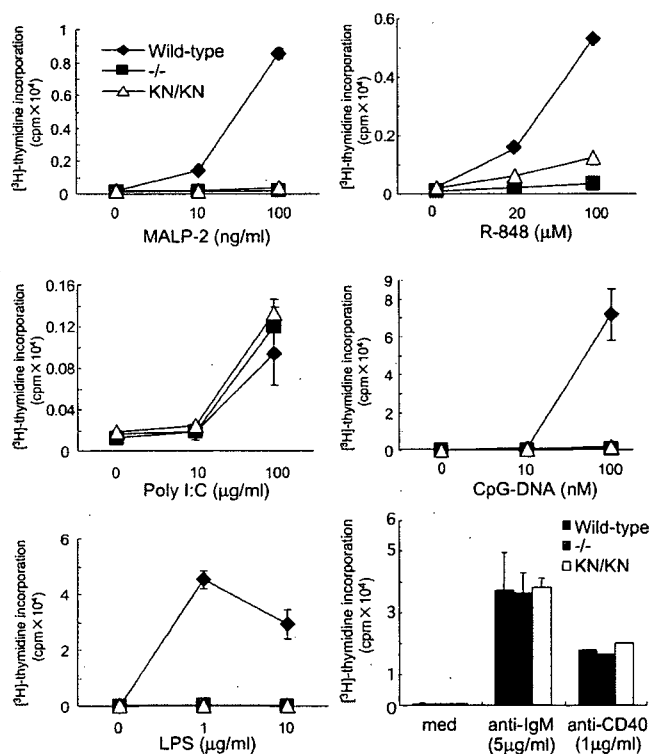 [³H]-thymidine incorporation
(cpm×10⁴)
1
0.8
0.6
0.4
0.2
0
Wild-type
-/-
KN/KN
0 10 100
MALP-2 (ng/ml)
[³H]-thymidine incorporation
(cpm×10⁴)
0.6
0.4
0.2
0
0 20 100
R-848 (μM)
[³H]-thymidine incorporation
(cpm×10⁴)
0.16
0.12
0.08
0.04
0
0 10 100
Poly I:C (μg/ml)
[³H]-thymidine incorporation
(cpm×10⁴)
9
8
7
6
5
4
3
2
1
0
0 10 100
CpG-DNA (nM)
[³H]-thymidine incorporation
(cpm×10⁴)
6
4
2
0
0 1 10
LPS (μg/ml)
[³H]-thymidine incorporation
(cpm×10⁴)
6
5
3
2
0
Wild-type
-/-
KN/KN
med anti-IgM anti-CD40
(5μg/ml) (1μg/ml)